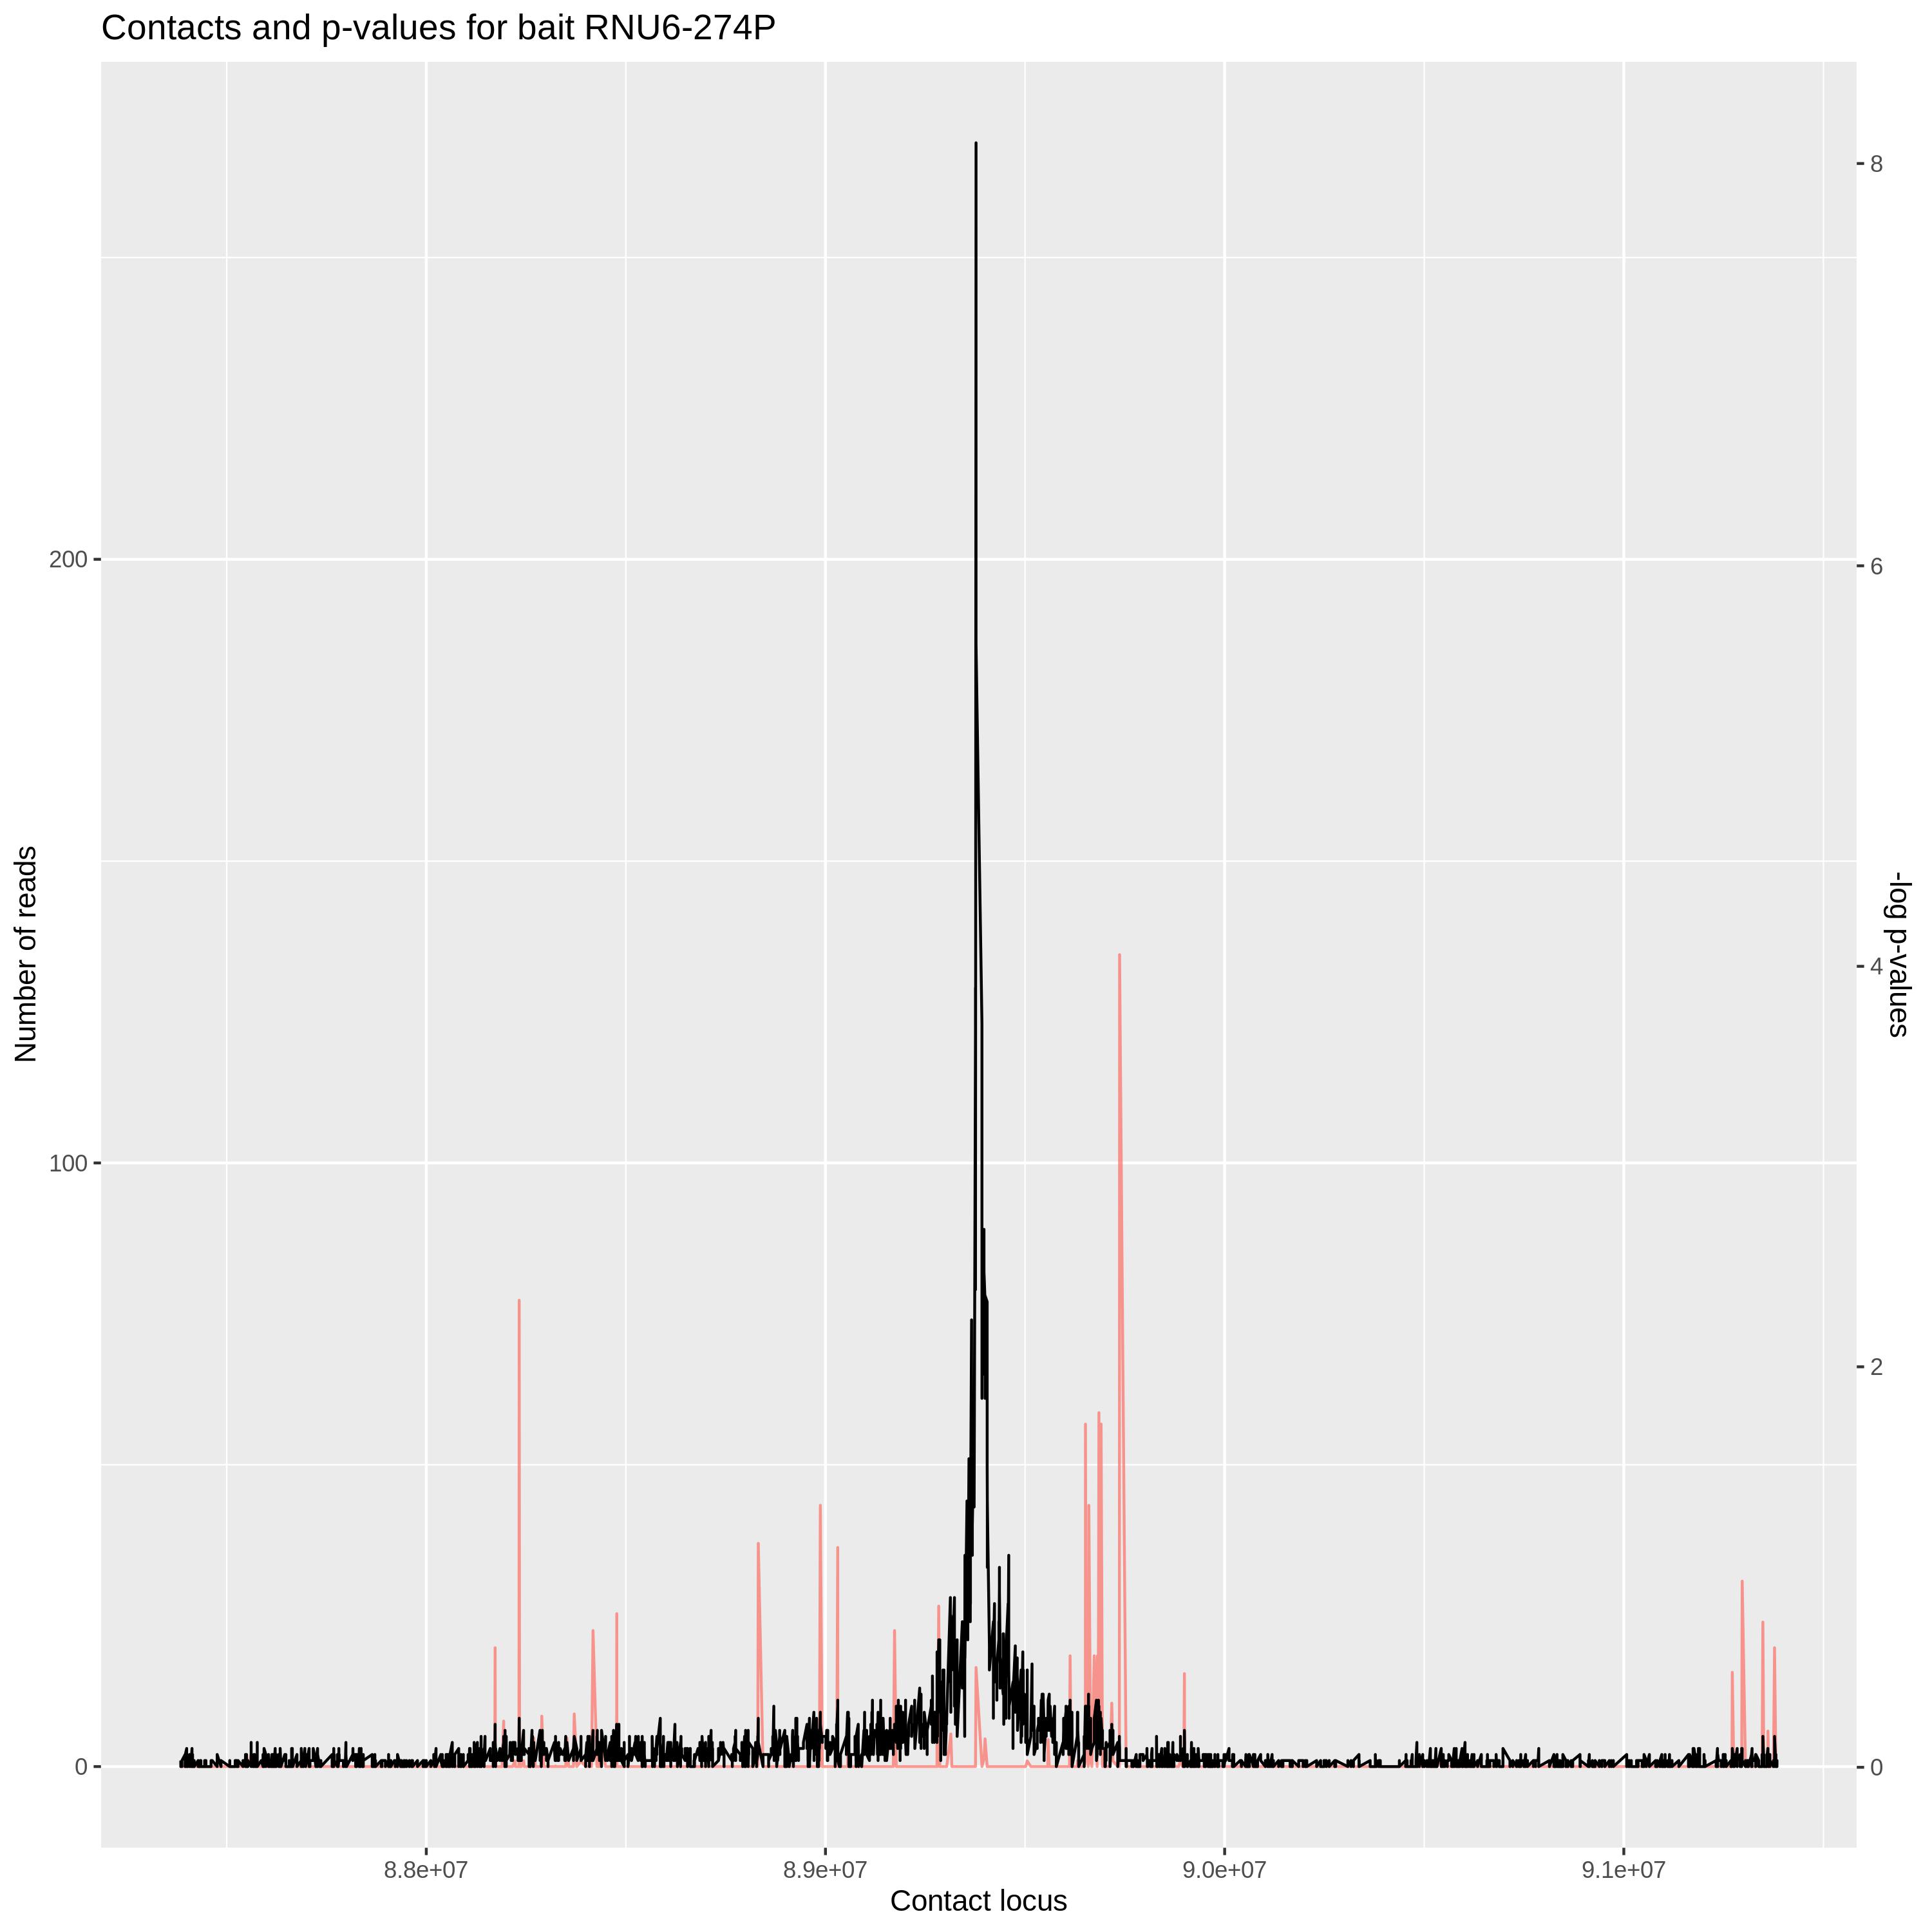 Contacts and p-values for bait RNU6-274P
Number of reads
200
100
0
8
6
4
2
0
-log p-values
8.8e+07
8.9e+07
9.0e+07
9.1e+07
Contact locus